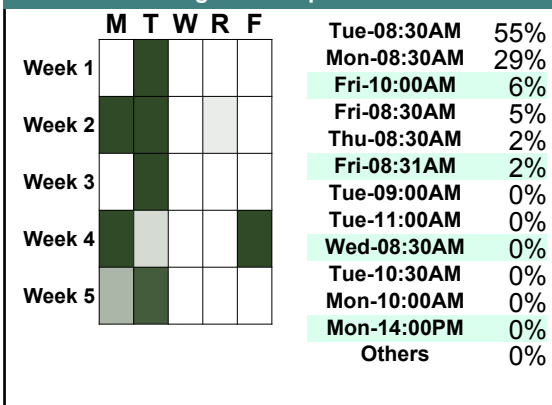 M T W R F
Week 1
Week 2
Week 3
Week 4
Week 5
Tue-08:30AM 55%
Mon-08:30AM 29%
Fri-10:00AM 6%
Fri-08:30AM 5%
Thu-08:30AM 2%
Fri-08:31AM 2%
Tue-09:00AM 0%
Tue-11:00AM 0%
Wed-08:30AM 0%
Tue-10:30AM 0%
Mon-10:00AM 0%
Mon-14:00PM 0%
Others 0%